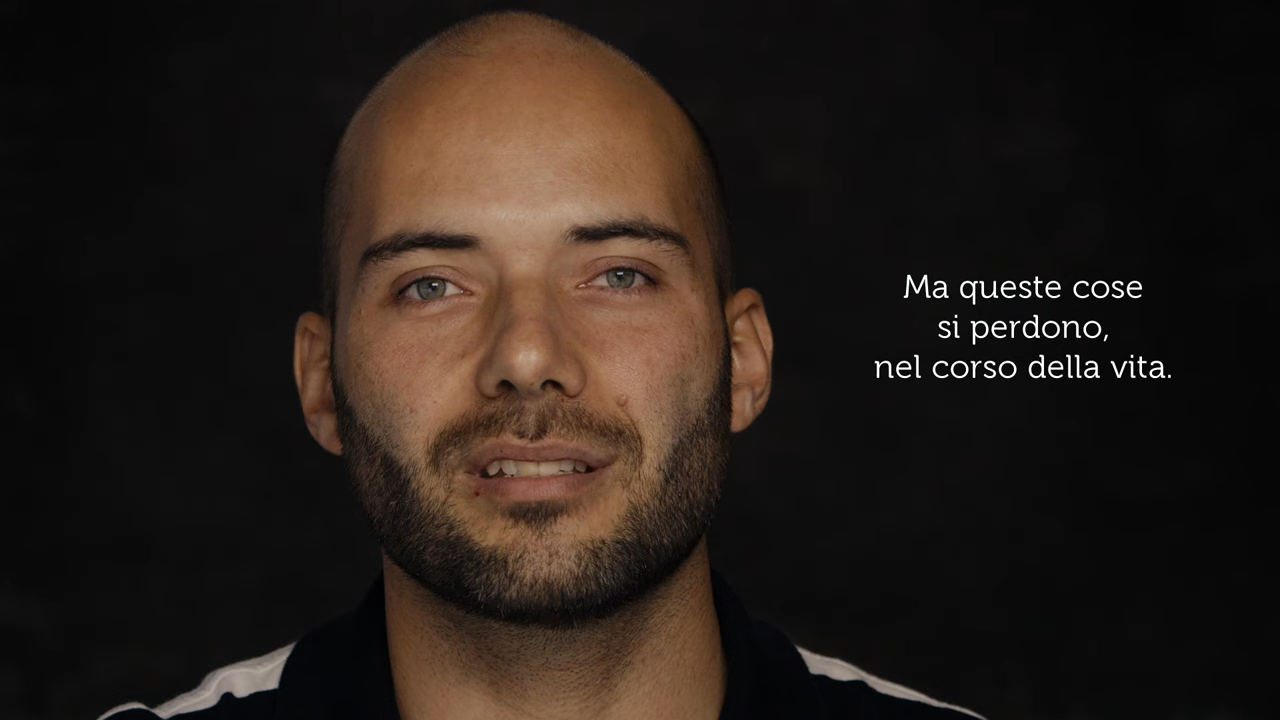 Ma queste cose
si perdono,
nel corso della vita.